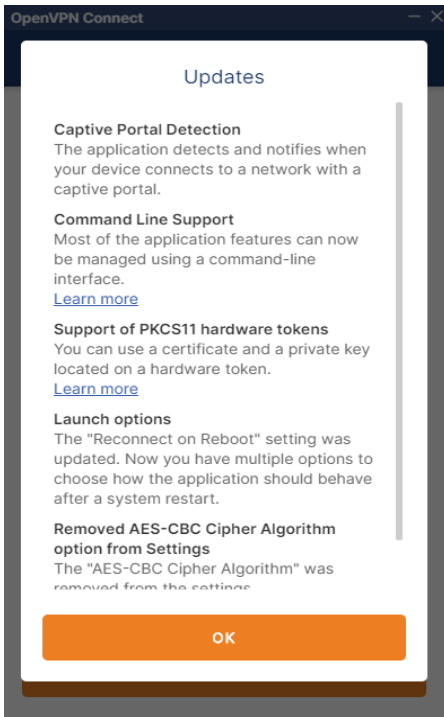 OpenVPN Connect
Updates
Captive Portal Detection
The application detects and notifies when
your device connects to a network with a
captive portal.
Command Line Support
Most of the application features can now
be managed using a command-line
interface.
Learn more
Support of PKCS11 hardware tokens
You can use a certificate and a private key
located on a hardware token.
Learn more
Launch options
The "Reconnect on Reboot" setting was
updated. Now you have multiple options to
choose how the application should behave
after a system restart.
Removed AES-CBC Cipher Algorithm
option from Settings
The "AES-CBC Cipher Algorithm" was
removed from the settings
OK